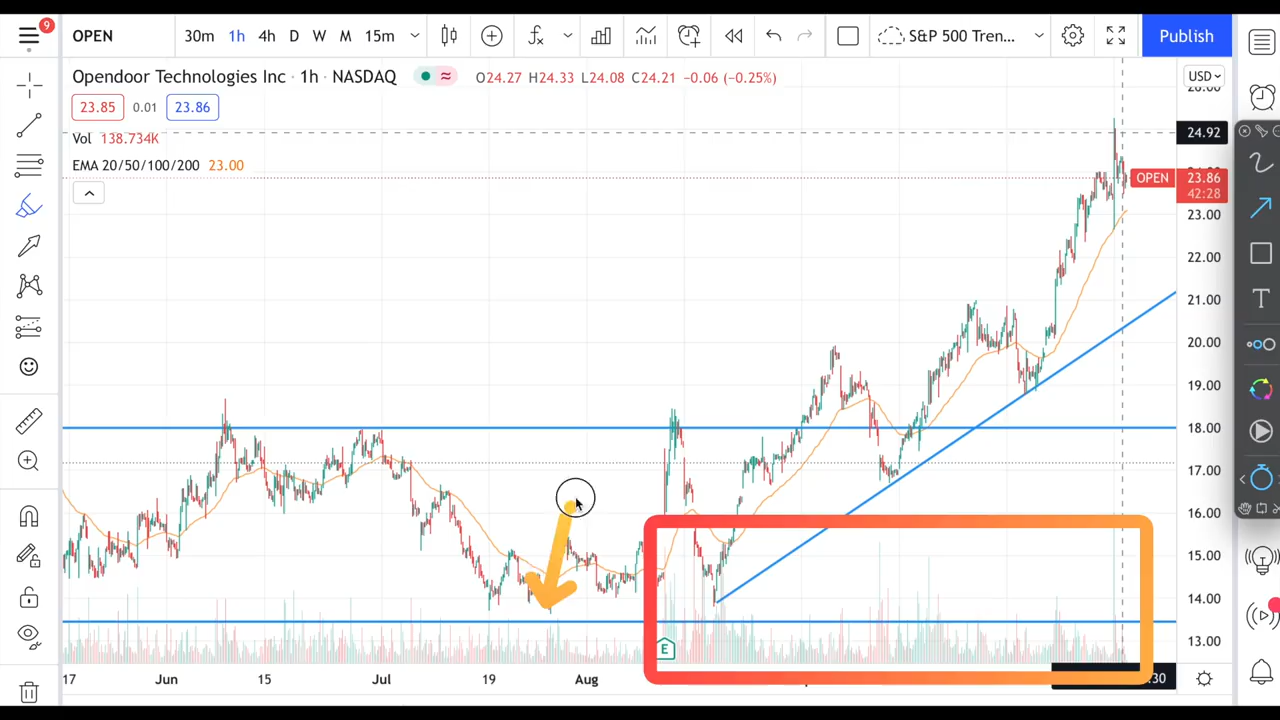 9
OPEN 30m 1h 4h D W M 15m S&P 500 Tren... Publish
Opendoor Technologies Inc · 1h · NASDAQ ≈ O24.27 H24.33 L24.08 C24.21 −0.06 (−0.25%) USD
23.85 0.01 23.86
Vol 138.734K
EMA 20/50/100/200 23.00
24.92
OPEN 23.86
42:28
23.00
22.00
21.00
20.00
19.00
18.00
17.00
16.00
15.00
14.00
13.00
E
T
17 Jun 15 Jul 19 Aug :30